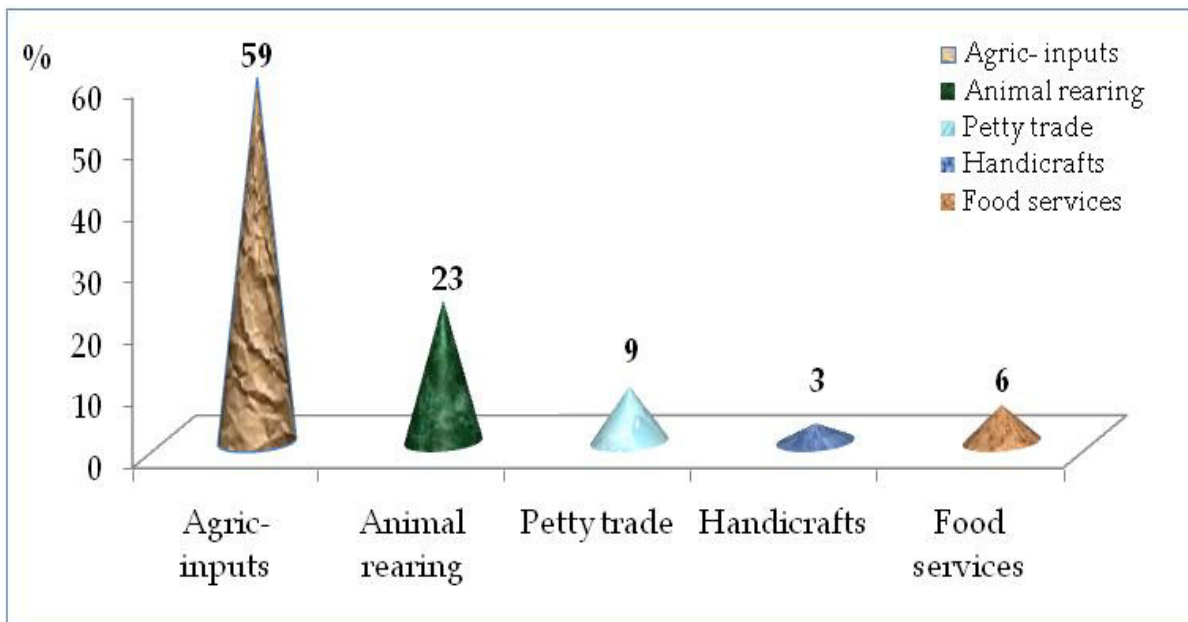 %
59
60
50
40
30
20
10
0
23
9
3
6
Agric- inputs
Animal rearing
Petty trade
Handicrafts
Food services
Agric-
inputs
Animal
rearing
Petty trade
Handicrafts
Food
services